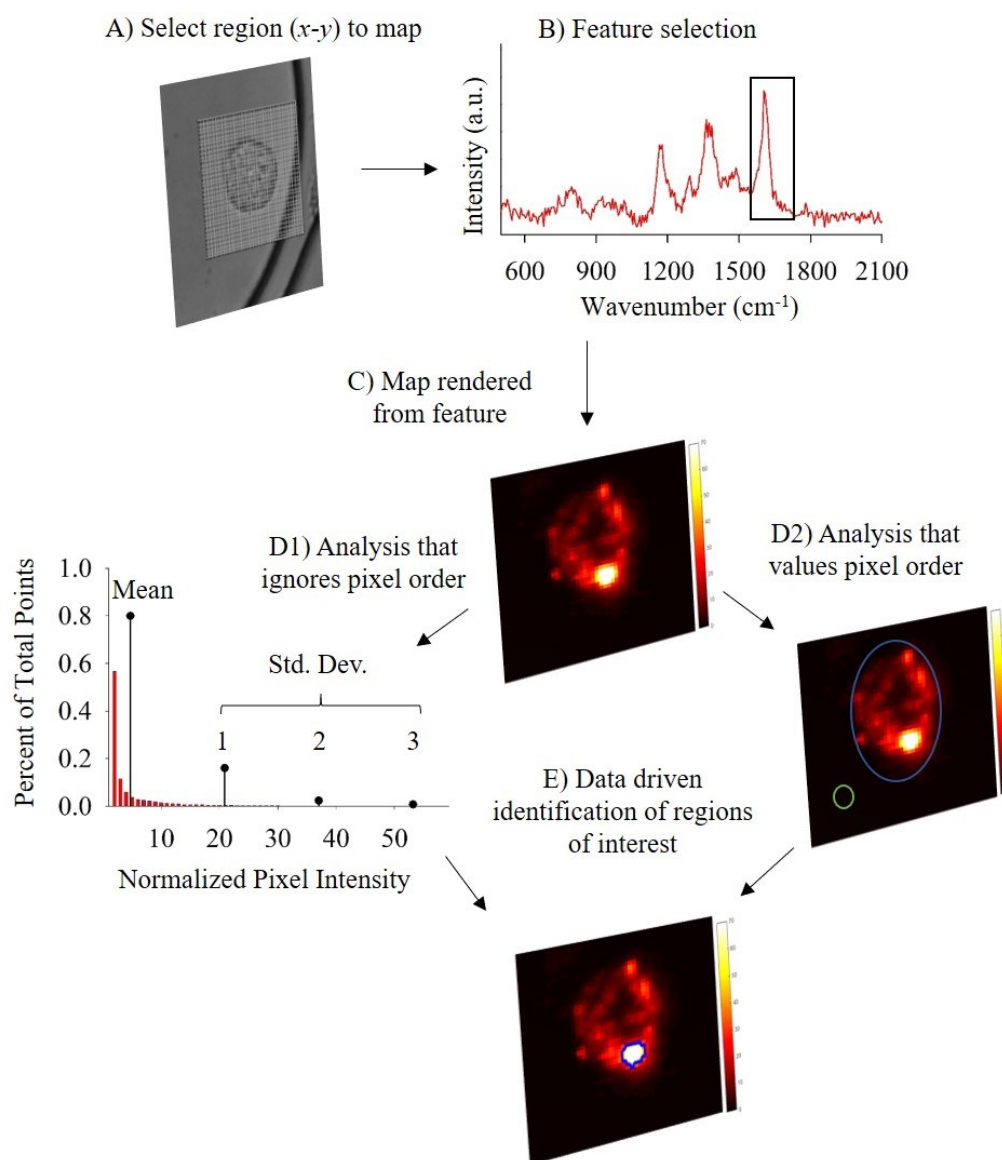 A) Select region (x-y) to map
B) Feature selection
Intensity (a.u.)
600 900 1200 1500 1800 2100
Wavenumber (cm-1)
C) Map rendered
from feature
D1) Analysis that
ignores pixel order
D2) Analysis that
values pixel order
Percent of Total Points
1.0
0.8
0.6
0.4
0.2
0.0
Mean
Std. Dev.
1 2 3
10 20 30 40 50
Normalized Pixel Intensity
E) Data driven
identification of regions
of interest